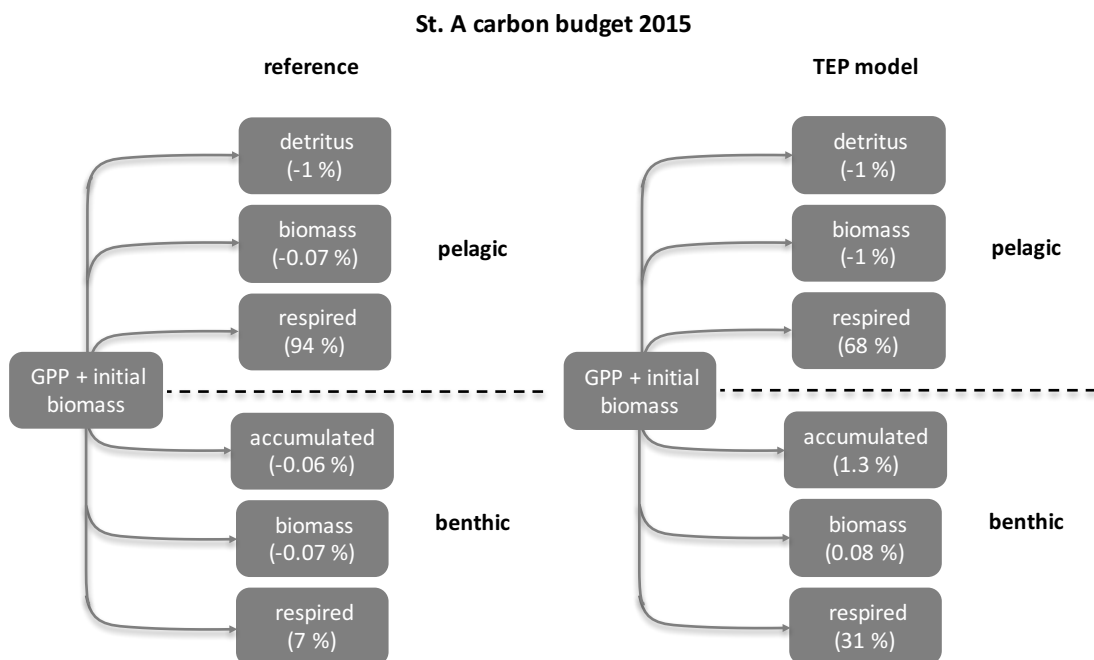 St. A carbon budget 2015
reference
detritus
(-1 %)
biomass
(-0.07 %)
pelagic
respired
(94 %)
GPP + initial
biomass
accumulated
(-0.06 %)
biomass
(-0.07 %)
benthic
respired
(7 %)
TEP model
detritus
(-1 %)
biomass
(-1 %)
pelagic
respired
(68 %)
GPP + initial
biomass
accumulated
(1.3 %)
biomass
(0.08 %)
benthic
respired
(31 %)